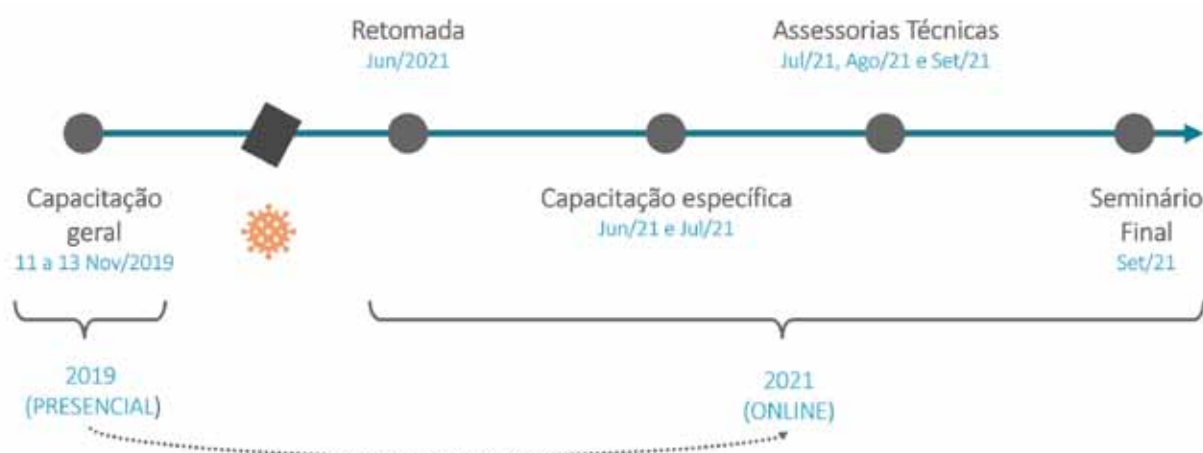 Retomada
Jun/2021
Assessorias Técnicas
Jul/21, Ago/21 e Set/21
Capacitação
geral
11 a 13 Nov/2019
Capacitação específica
Jun/21 e Jul/21
Seminário
Final
Set/21
2019
(PRESENCIAL)
2021
(ONLINE)